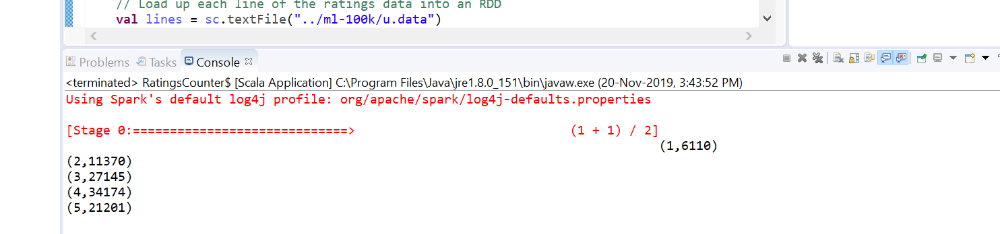 // Load up each line of the ratings data into an RDD
val lines = sc.textFile("../ml-100k/u.data")
Problems Tasks Console
<terminated> RatingsCounter$ [Scala Application] C:\Program Files\Java\jre1.8.0_151\bin\javaw.exe (20-Nov-2019, 3:43:52 PM)
Using Spark's default log4j profile: org/apache/spark/log4j-defaults.properties
[Stage 0:=============================> (1 + 1) / 2]
(1,6110)
(2,11370)
(3,27145)
(4,34174)
(5,21201)